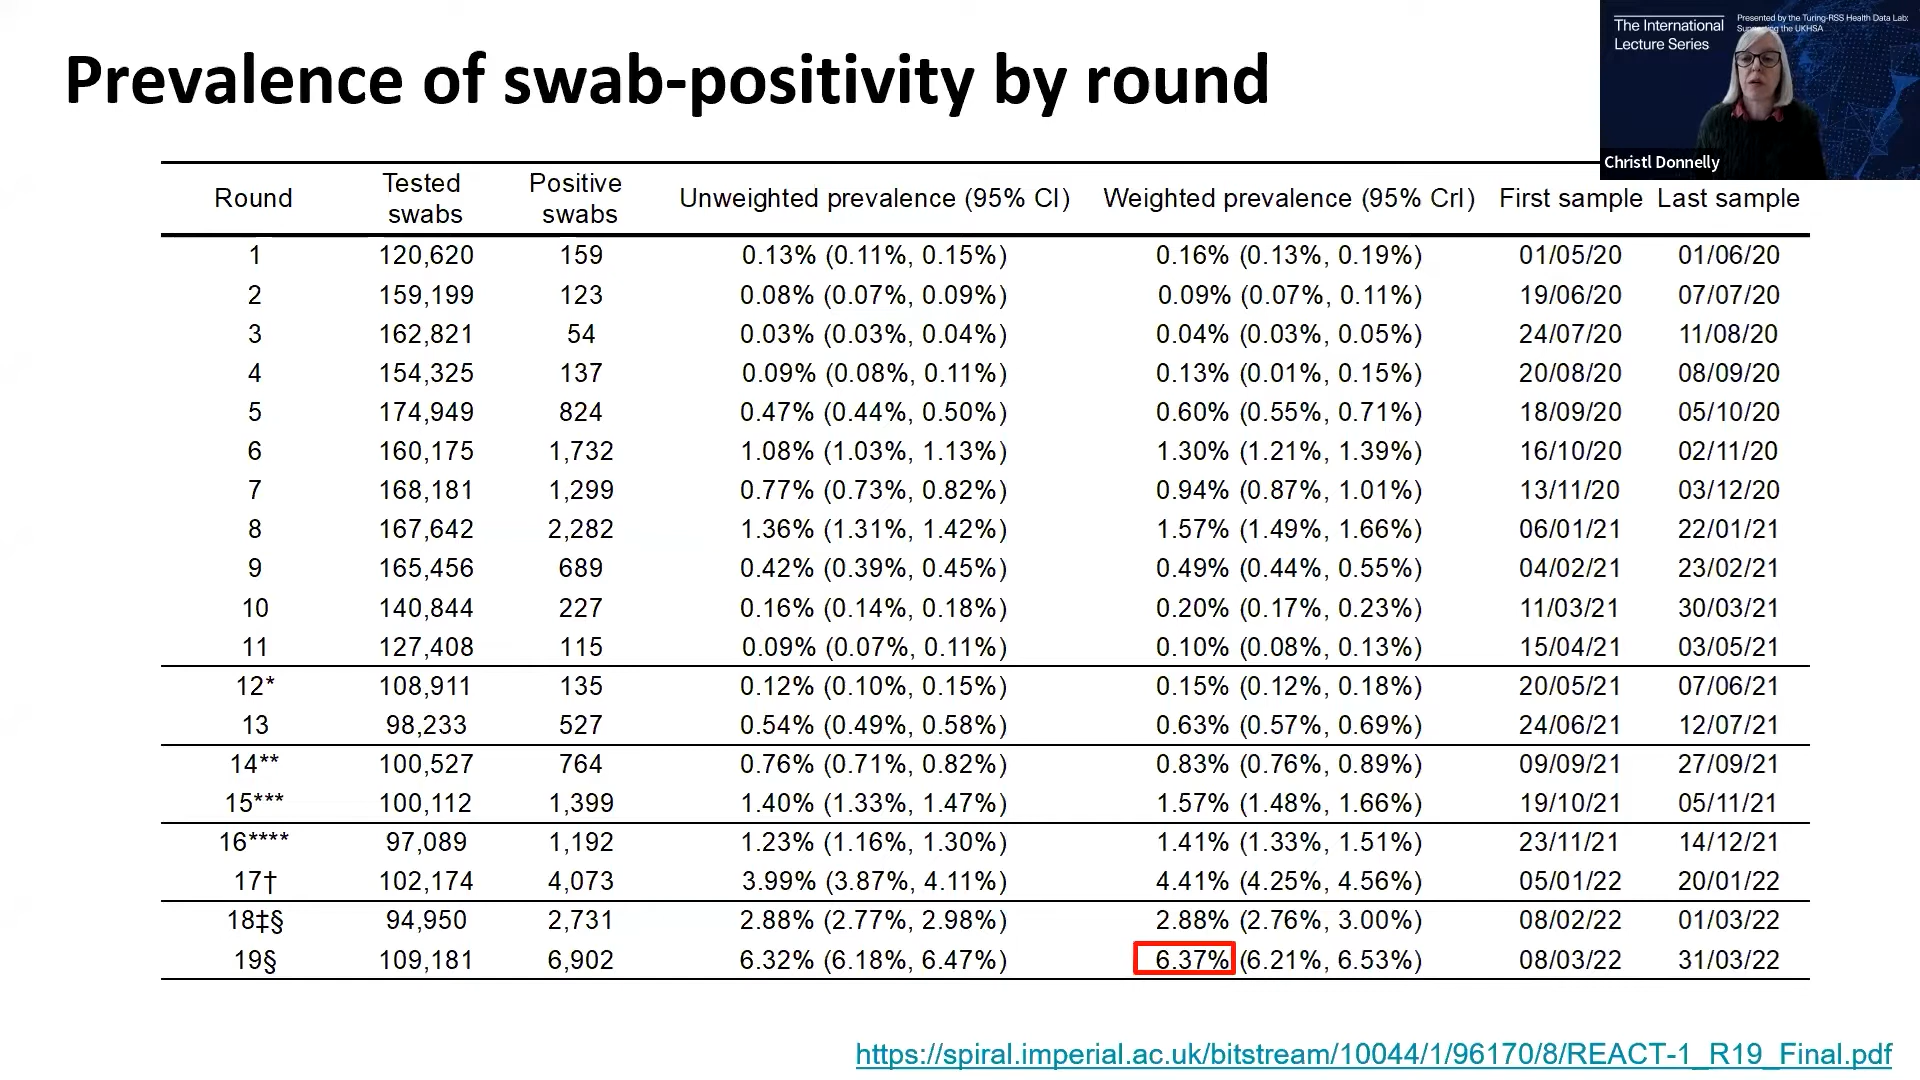 Prevalence of swab-positivity by round
The International
Lecture Series
Presented by the Turing-RSS Health Data Lab:
Supporting the UKHSA
Christl Donnelly
Round Tested swabs Positive swabs Unweighted prevalence (95% CI) Weighted prevalence (95% CrI) First sample Last sample
1 120,620 159 0.13% (0.11%, 0.15%) 0.16% (0.13%, 0.19%) 01/05/20 01/06/20
2 159,199 123 0.08% (0.07%, 0.09%) 0.09% (0.07%, 0.11%) 19/06/20 07/07/20
3 162,821 54 0.03% (0.03%, 0.04%) 0.04% (0.03%, 0.05%) 24/07/20 11/08/20
4 154,325 137 0.09% (0.08%, 0.11%) 0.13% (0.01%, 0.15%) 20/08/20 08/09/20
5 174,949 824 0.47% (0.44%, 0.50%) 0.60% (0.55%, 0.71%) 18/09/20 05/10/20
6 160,175 1,732 1.08% (1.03%, 1.13%) 1.30% (1.21%, 1.39%) 16/10/20 02/11/20
7 168,181 1,299 0.77% (0.73%, 0.82%) 0.94% (0.87%, 1.01%) 13/11/20 03/12/20
8 167,642 2,282 1.36% (1.31%, 1.42%) 1.57% (1.49%, 1.66%) 06/01/21 22/01/21
9 165,456 689 0.42% (0.39%, 0.45%) 0.49% (0.44%, 0.55%) 04/02/21 23/02/21
10 140,844 227 0.16% (0.14%, 0.18%) 0.20% (0.17%, 0.23%) 11/03/21 30/03/21
11 127,408 115 0.09% (0.07%, 0.11%) 0.10% (0.08%, 0.13%) 15/04/21 03/05/21
12* 108,911 135 0.12% (0.10%, 0.15%) 0.15% (0.12%, 0.18%) 20/05/21 07/06/21
13 98,233 527 0.54% (0.49%, 0.58%) 0.63% (0.57%, 0.69%) 24/06/21 12/07/21
14** 100,527 764 0.76% (0.71%, 0.82%) 0.83% (0.76%, 0.89%) 09/09/21 27/09/21
15*** 100,112 1,399 1.40% (1.33%, 1.47%) 1.57% (1.48%, 1.66%) 19/10/21 05/11/21
16**** 97,089 1,192 1.23% (1.16%, 1.30%) 1.41% (1.33%, 1.51%) 23/11/21 14/12/21
17† 102,174 4,073 3.99% (3.87%, 4.11%) 4.41% (4.25%, 4.56%) 05/01/22 20/01/22
18‡§ 94,950 2,731 2.88% (2.77%, 2.98%) 2.88% (2.76%, 3.00%) 08/02/22 01/03/22
19§ 109,181 6,902 6.32% (6.18%, 6.47%) 6.37% (6.21%, 6.53%) 08/03/22 31/03/22
https://spiral.imperial.ac.uk/bitstream/10044/1/96170/8/REACT-1_R19_Final.pdf